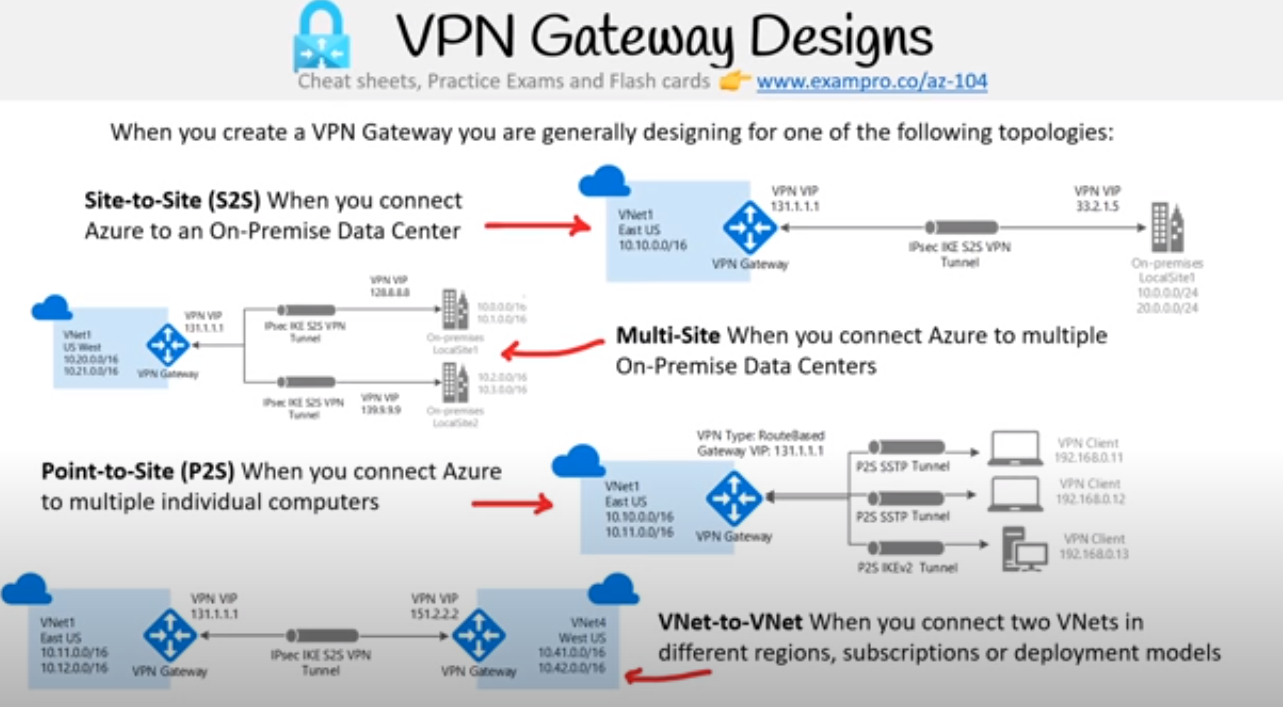 VPN Gateway Designs
Cheat sheets, Practice Exams and Flash cards 👉 www.exampro.co/az-104
When you create a VPN Gateway you are generally designing for one of the following topologies:
Site-to-Site (S2S) When you connect
Azure to an On-Premise Data Center
VNet1
East US
10.10.0.0/16
VPN Gateway
VPN VIP
131.1.1.1
IPsec IKE S2S VPN
Tunnel
VPN VIP
33.2.1.5
On-premises
LocalSite1
10.0.0.0/24
20.0.0.0/24
VNet1
US West
10.20.0.0/16
10.21.0.0/16
VPN VIP
131.1.1.1
VPN Gateway
IPsec IKE S2S VPN
Tunnel
VPN VIP
128.8.8.8
On-premises
LocalSite1
10.0.0.0/16
10.1.0.0/16
IPsec IKE S2S VPN
Tunnel
VPN VIP
139.9.9.9
On-premises
LocalSite2
10.2.0.0/16
10.3.0.0/16
Multi-Site When you connect Azure to multiple
On-Premise Data Centers
Point-to-Site (P2S) When you connect Azure
to multiple individual computers
VNet1
East US
10.10.0.0/16
10.11.0.0/16
VPN Type: RouteBased
Gateway VIP: 131.1.1.1
VPN Gateway
P2S SSTP Tunnel
VPN Client
192.168.0.11
P2S SSTP Tunnel
VPN Client
192.168.0.12
P2S IKEv2 Tunnel
VPN Client
192.168.0.13
VNet1
East US
10.11.0.0/16
10.12.0.0/16
VPN VIP
131.1.1.1
VPN Gateway
IPsec IKE S2S VPN
Tunnel
VPN VIP
151.2.2.2
VPN Gateway
VNet4
West US
10.41.0.0/16
10.42.0.0/16
VNet-to-VNet When you connect two VNets in
different regions, subscriptions or deployment models